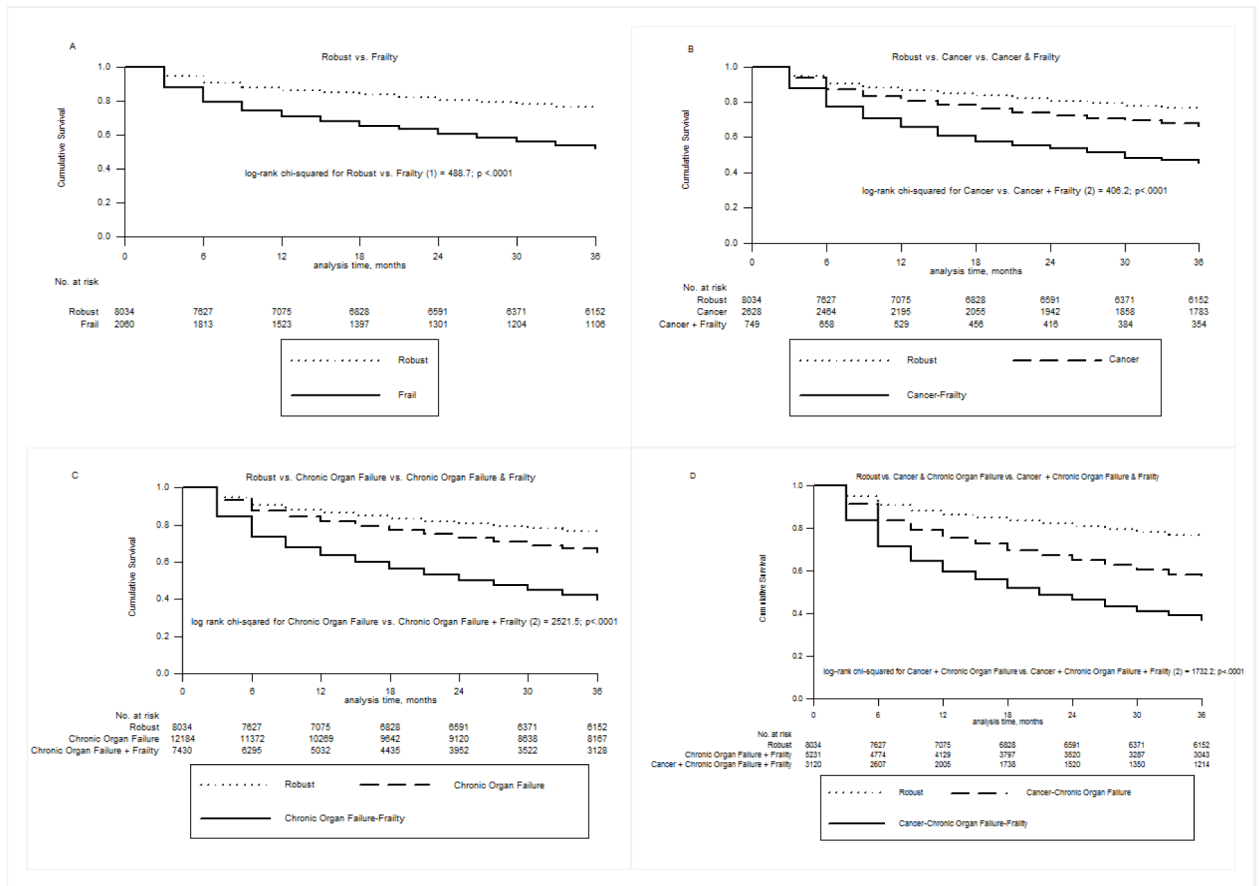 A
Robust vs. Frailty
1.0
0.8
0.6
0.4
0.2
0.0
Cumulative Survival
log-rank chi-squared for Robust vs. Frailty (1) = 488.7; p <.0001
0 6 12 18 24 30 36
analysis time, months
No. at risk
Robust 8034 7627 7075 6828 6591 6371 6152
Frail 2060 1813 1523 1397 1301 1204 1106
Robust
Frail
B
Robust vs. Cancer vs. Cancer & Frailty
1.0
0.8
0.6
0.4
0.2
0.0
Cumulative Survival
log-rank chi-squared for Cancer vs. Cancer + Frailty (2) = 406.2; p<.0001
0 6 12 18 24 30 36
analysis time, months
No. at risk
Robust 8034 7627 7075 6828 6591 6371 6152
Cancer 2628 2464 2195 2055 1942 1858 1783
Cancer + Frailty 749 658 529 456 416 384 354
Robust Cancer
Cancer-Frailty
C
Robust vs. Chronic Organ Failure vs. Chronic Organ Failure & Frailty
1.0
0.8
0.6
0.4
0.2
0.0
Cumulative Survival
log rank chi-sqared for Chronic Organ Failure vs. Chronic Organ Failure + Frailty (2) = 2521.5; p<.0001
0 6 12 18 24 30 36
analysis time, months
No. at risk
Robust 8034 7627 7075 6828 6591 6371 6152
Chronic Organ Failure 12184 11372 10269 9642 9120 8638 8167
Chronic Organ Failure + Frailty 7430 6295 5032 4435 3952 3522 3128
Robust Chronic Organ Failure
Chronic Organ Failure-Frailty
D
Robust vs. Cancer & Chronic Organ Failure vs. Cancer + Chronic Organ Failure & Frailty
1.0
0.8
0.6
0.4
0.2
0.0
Cumulative Survival
log-rank chi-squared for Cancer + Chronic Organ Failure vs. Cancer + Chronic Organ Failure + Frailty (2) = 1732.2; p<.0001
0 6 12 18 24 30 36
analysis time, months
No. at risk
Robust 8034 7627 7075 6828 6591 6371 6152
Chronic Organ Failure + Frailty 5231 4774 4129 3797 3520 3287 3043
Cancer + Chronic Organ Failure + Frailty 3120 2607 2005 1738 1520 1350 1214
Robust Cancer-Chronic Organ Failure
Cancer-Chronic Organ Failure-Frailty